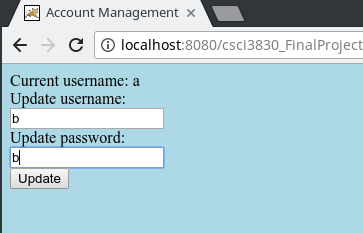 Account Management
localhost:8080/csci3830_FinalProject
Current username: a
Update username:
b
Update password:
b
Update